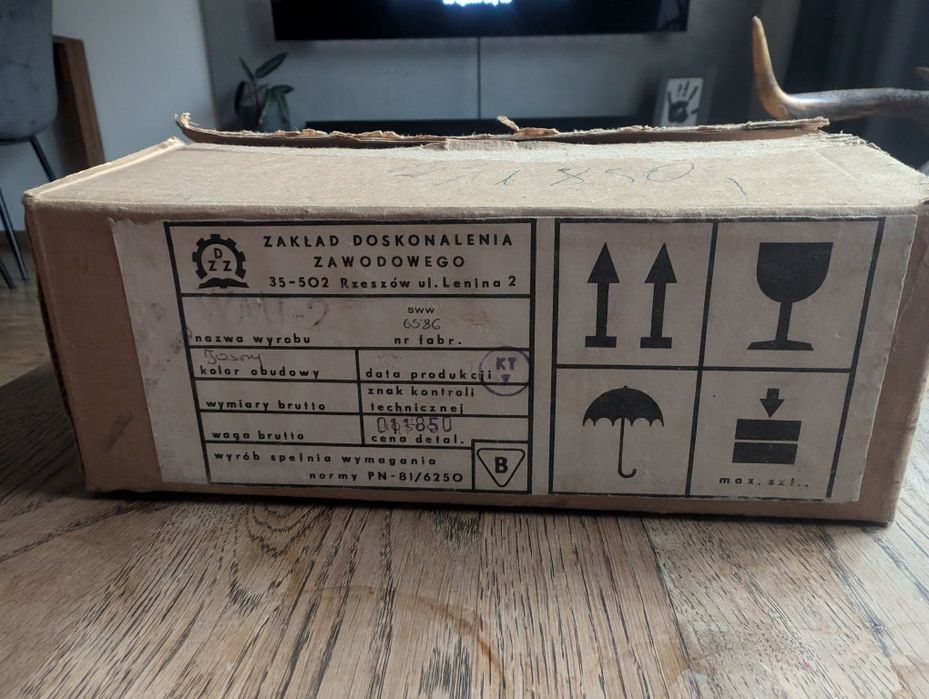 D
Z Z
ZAKŁAD DOSKONALENIA
ZAWODOWEGO
35-502 Rzeszów ul. Lenina 2
nazwa wyrobu
SWW
6586
nr fabr.
Jasny
kolor obudowy
data produkcji
KT
wymiary brutto
znak kontroli
technicznej
waga brutto
011850
cena detal.
wyrób spełnia wymagania
normy PN-81/6250
B
max. szt..